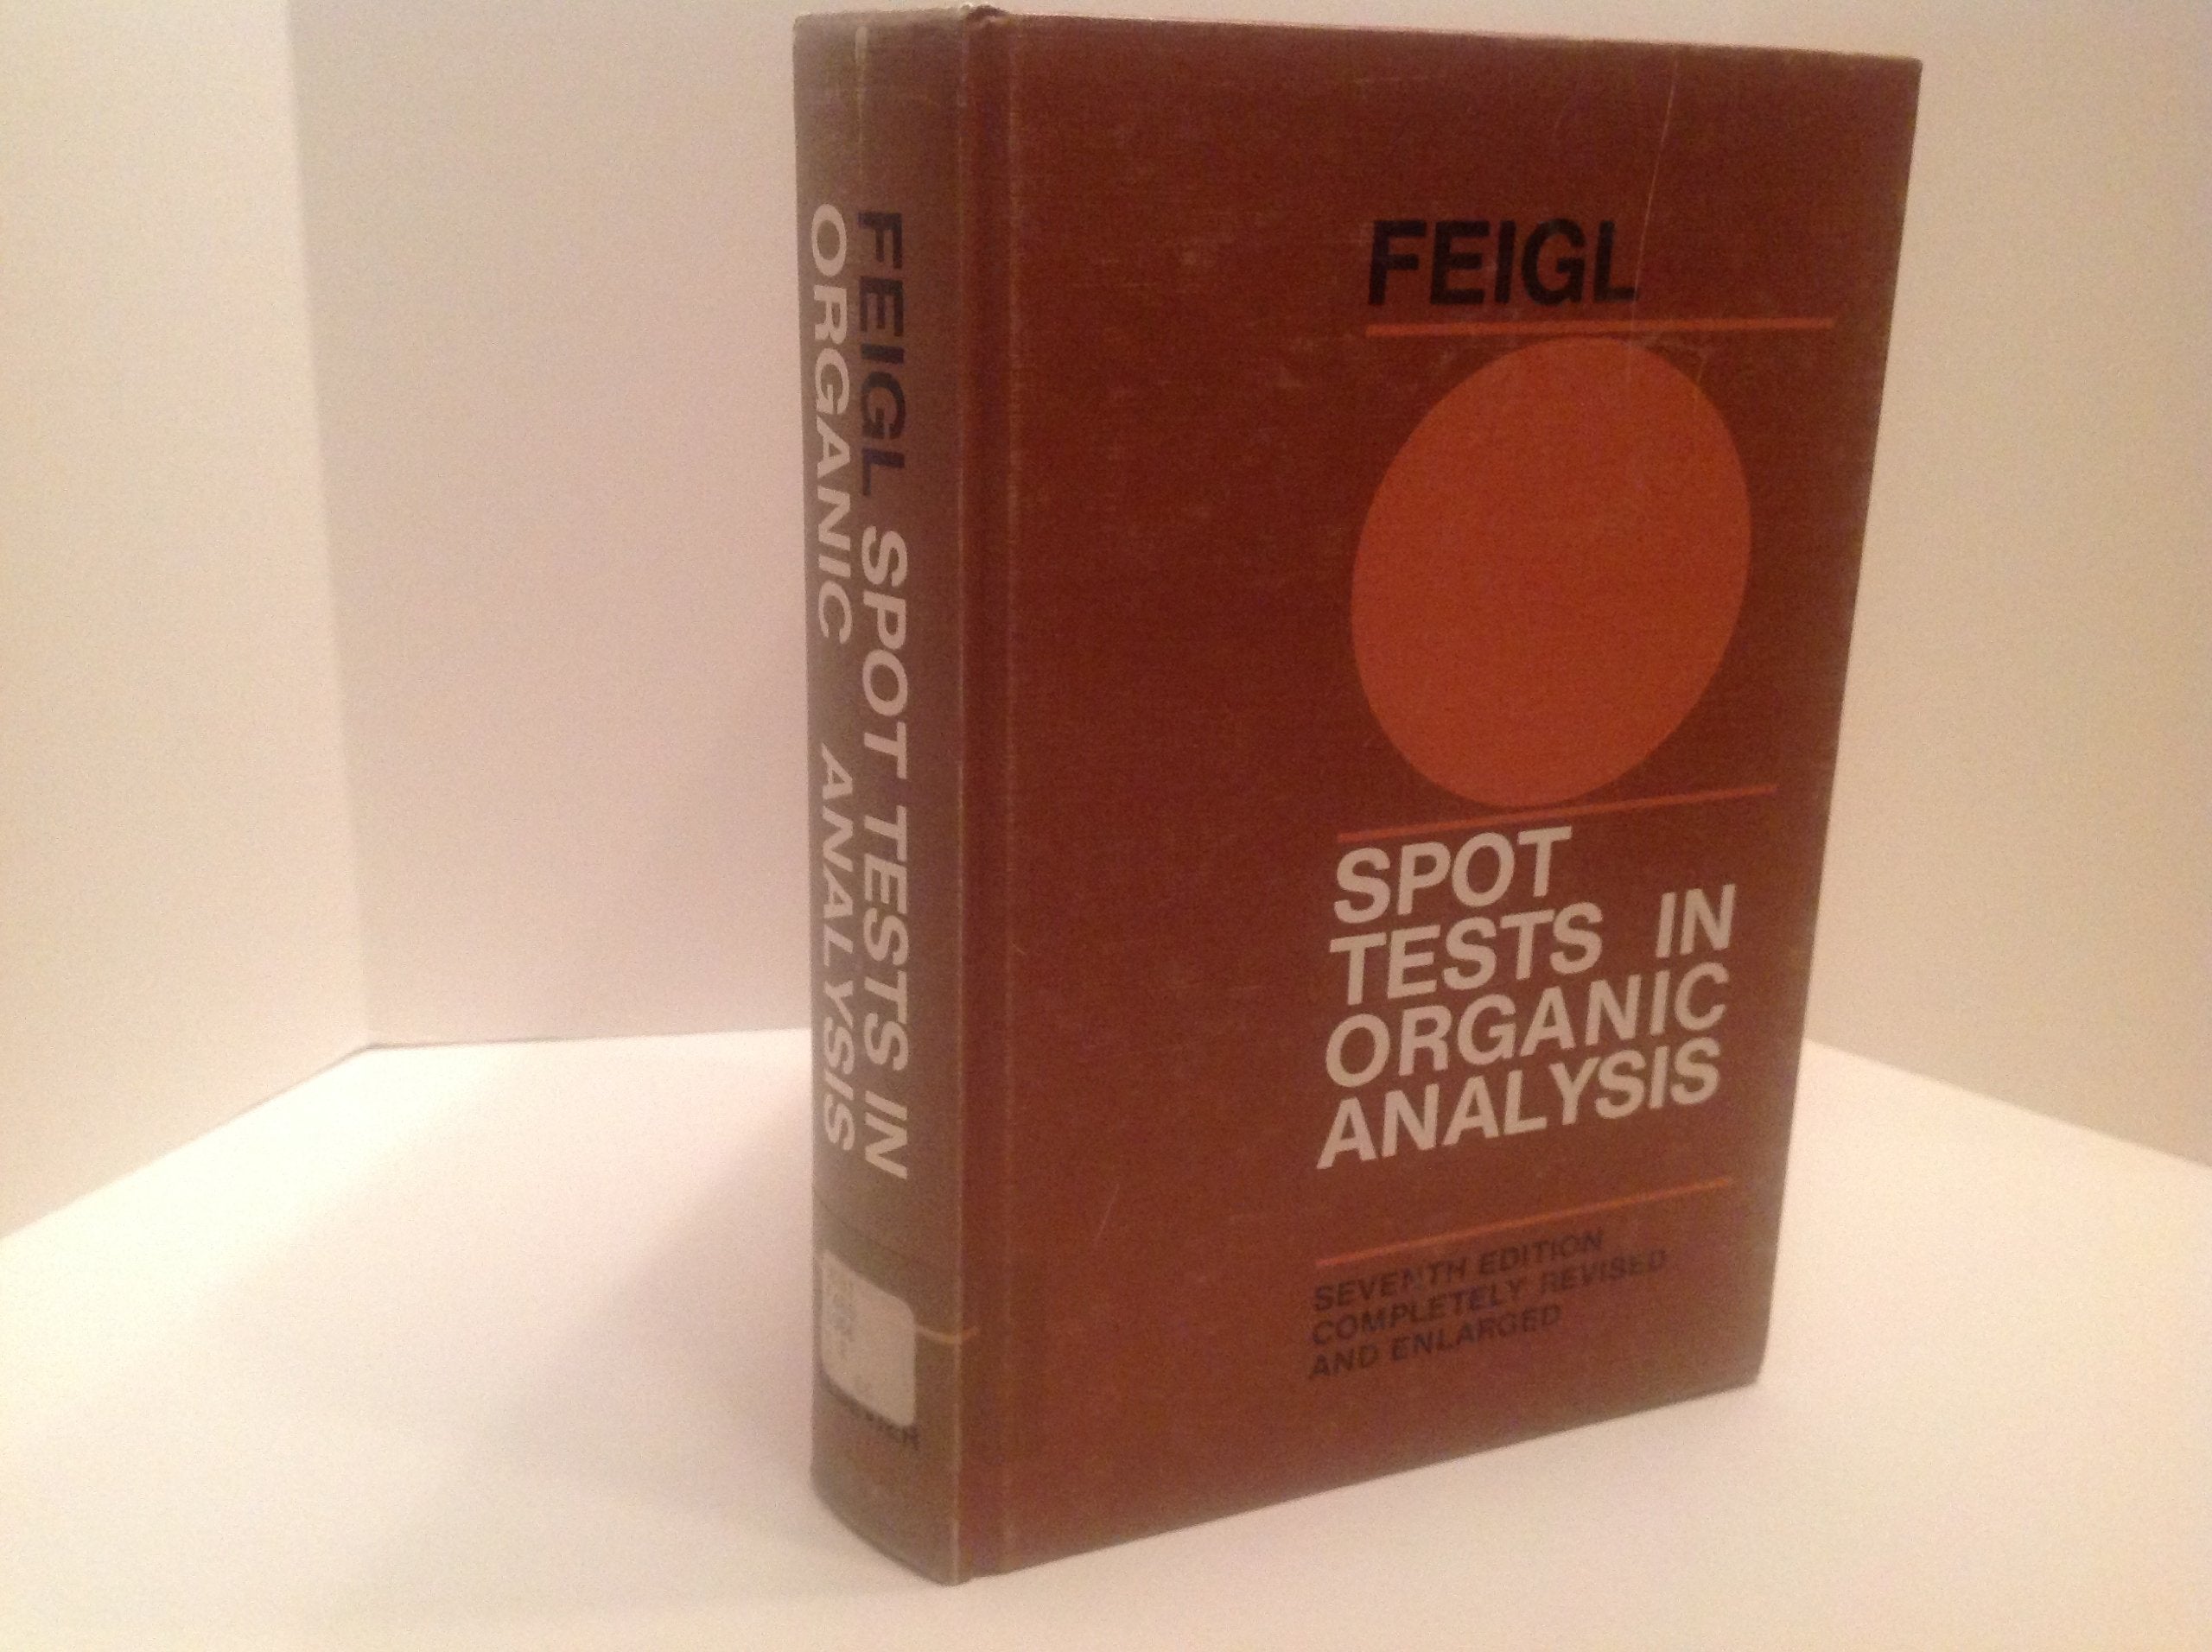 FEIGL SPOT TESTS IN
ORGANIC ANALYSIS
FEIGL
SPOT
TESTS IN
ORGANIC
ANALYSIS
SEVENTH EDITION
COMPLETELY REVISED
AND ENLARGED